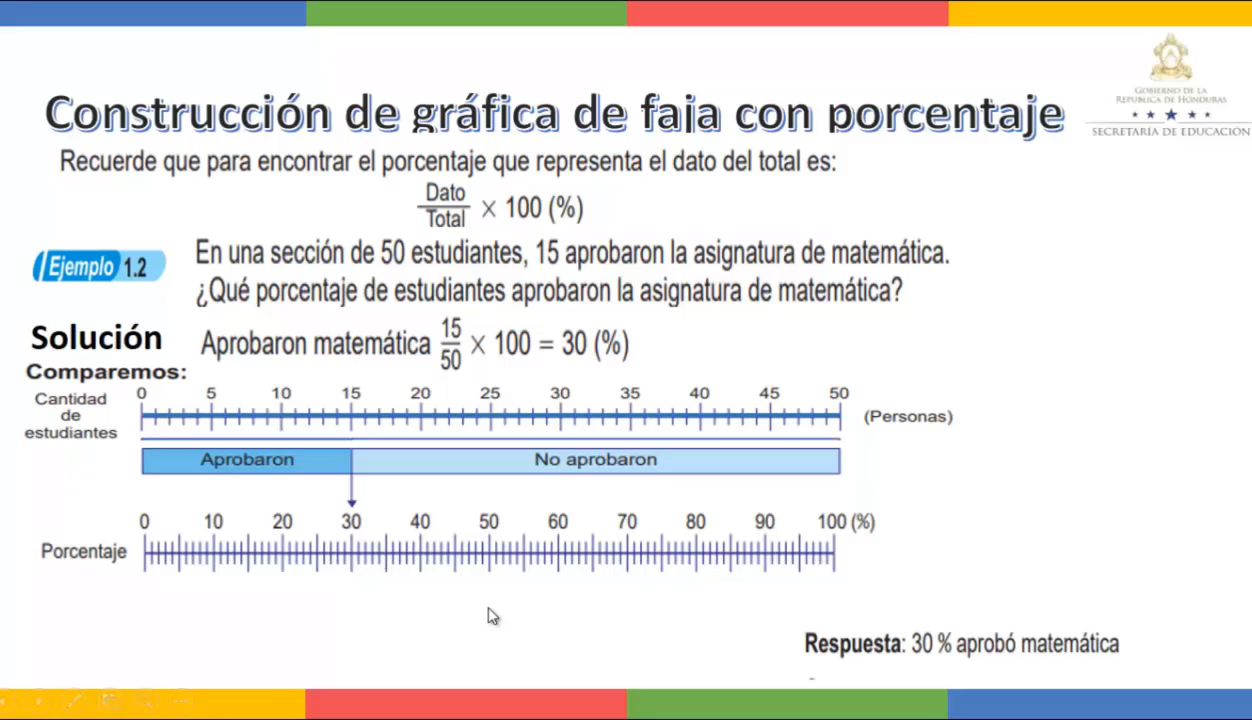 GOBIERNO DE LA
REPÚBLICA DE HONDURAS
SECRETARÍA DE EDUCACIÓN
Construcción de gráfica de faja con porcentaje
Recuerde que para encontrar el porcentaje que representa el dato del total es:
Dato
Total × 100 (%)
Ejemplo 1.2
En una sección de 50 estudiantes, 15 aprobaron la asignatura de matemática.
¿Qué porcentaje de estudiantes aprobaron la asignatura de matemática?
Solución
Aprobaron matemática 15/50 × 100 = 30 (%)
Comparemos:
0 5 10 15 20 25 30 35 40 45 50
Cantidad
de
estudiantes
(Personas)
Aprobaron No aprobaron
0 10 20 30 40 50 60 70 80 90 100 (%)
Porcentaje
Respuesta: 30 % aprobó matemática